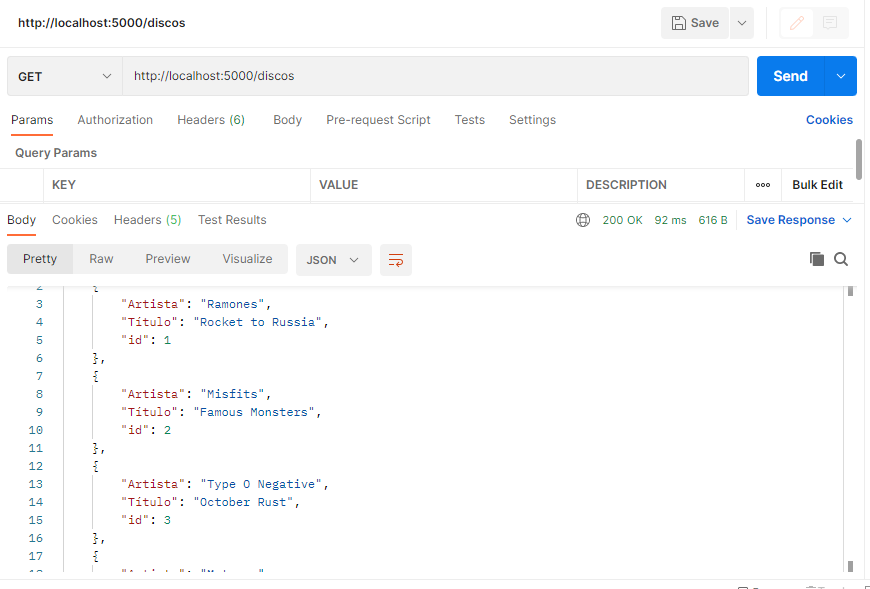 http://localhost:5000/discos
Save
GET http://localhost:5000/discos Send
Params Authorization Headers (6) Body Pre-request Script Tests Settings Cookies
Query Params
KEY VALUE DESCRIPTION ooo Bulk Edit
Body Cookies Headers (5) Test Results 200 OK 92 ms 616 B Save Response
Pretty Raw Preview Visualize JSON
2 {
3 "Artista": "Ramones",
4 "Título": "Rocket to Russia",
5 "id": 1
6 },
7 {
8 "Artista": "Misfits",
9 "Título": "Famous Monsters",
10 "id": 2
11 },
12 {
13 "Artista": "Type O Negative",
14 "Título": "October Rust",
15 "id": 3
16 },
17 {